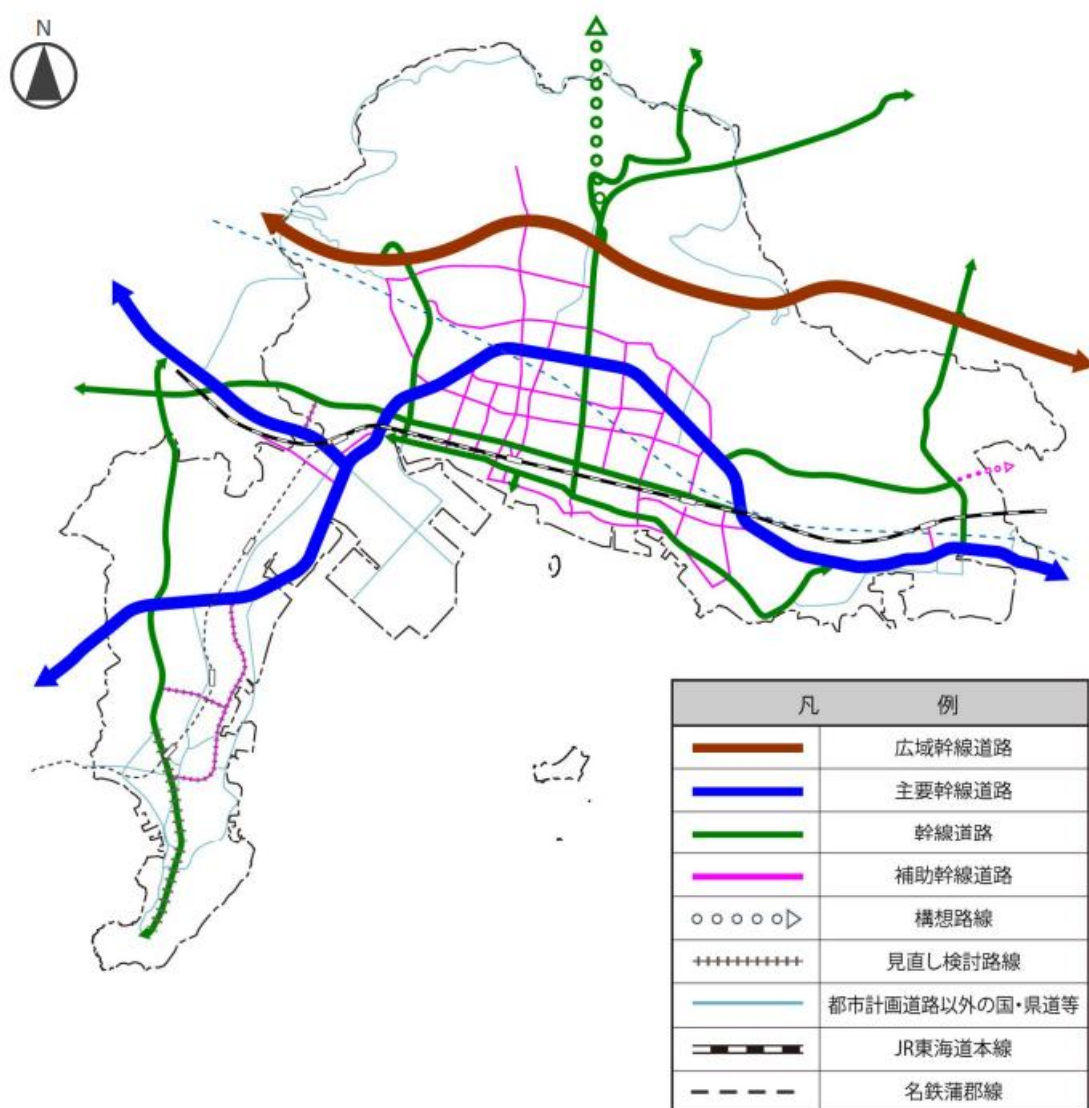 N
凡 例
広域幹線道路
主要幹線道路
幹線道路
補助幹線道路
構想路線
見直し検討路線
都市計画道路以外の国・県道等
JR東海道本線
名鉄蒲郡線